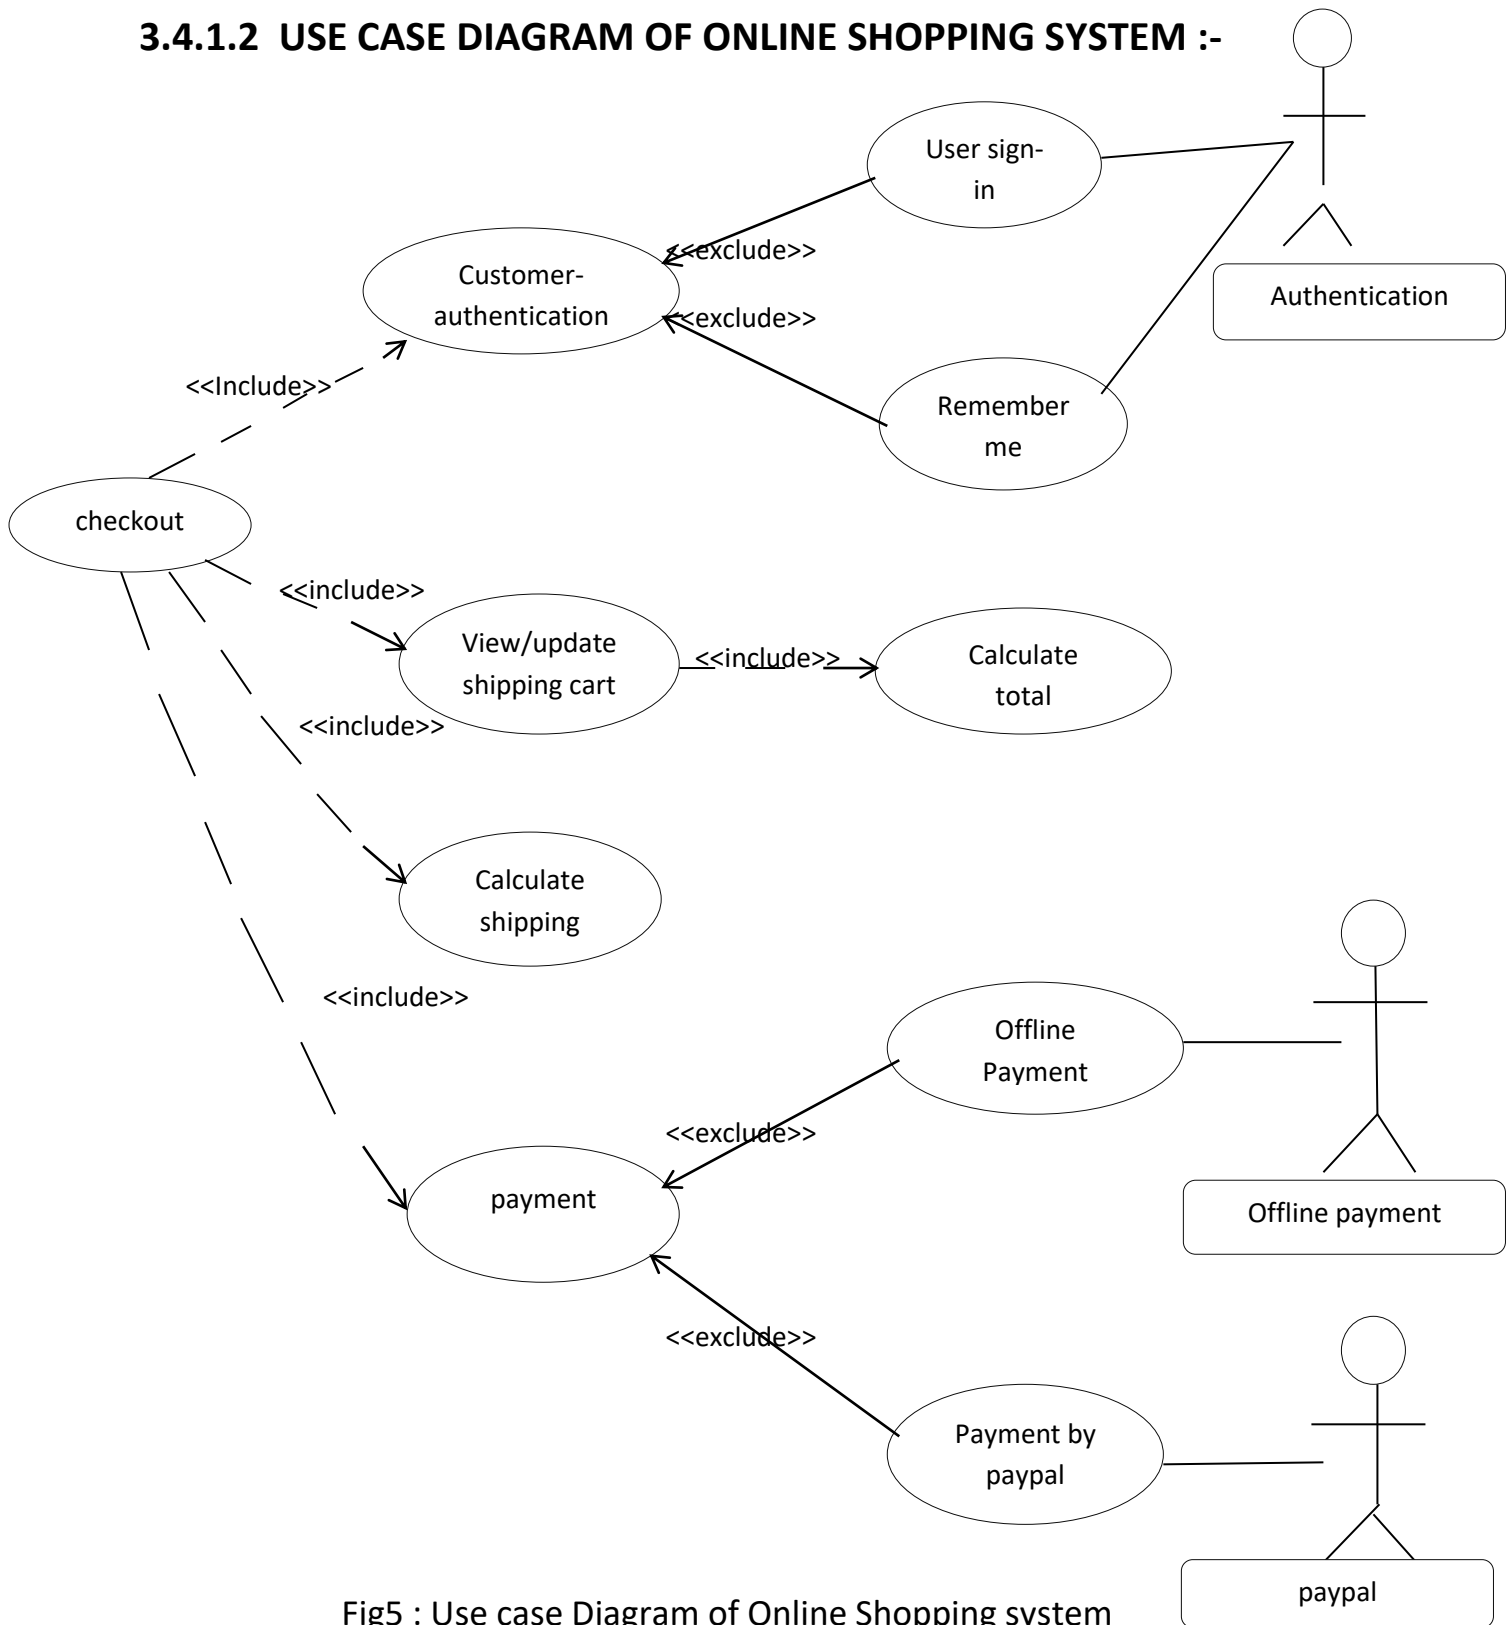 3.4.1.2 USE CASE DIAGRAM OF ONLINE SHOPPING SYSTEM :-
User sign-
in
<<exclude>>
Customer-
authentication
Authentication
<<exclude>>
<<Include>>
Remember
me
checkout
<<include>>
View/update
shipping cart
<<include>>
Calculate
total
<<include>>
Calculate
shipping
<<include>>
Offline
Payment
<<exclude>>
payment
Offline payment
<<exclude>>
Payment by
paypal
paypal
Fig5 : Use case Diagram of Online Shopping system